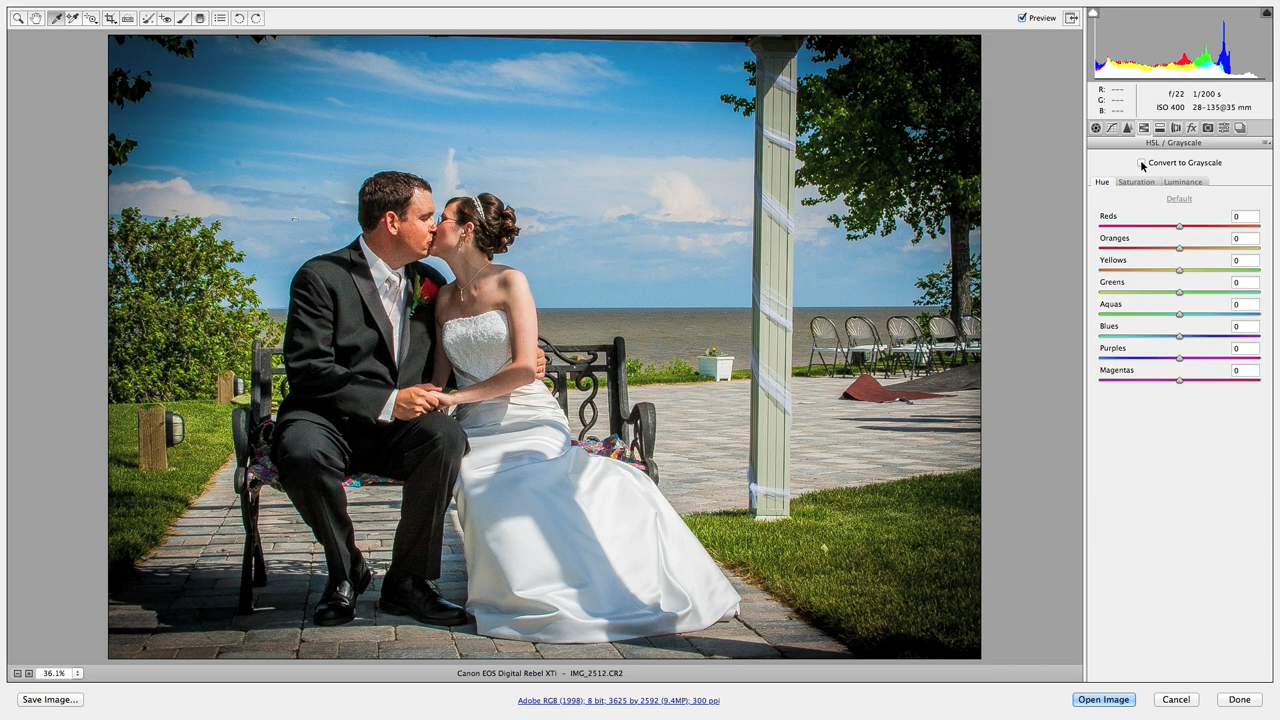 Preview
R: ---
G: ---
B: ---
f/22 1/200 s
ISO 400 28-135@35 mm
fx
HSL / Grayscale
Convert to Grayscale
Hue Saturation Luminance
Default
Reds 0
Oranges 0
Yellows 0
Greens 0
Aquas 0
Blues 0
Purples 0
Magentas 0
36.1%
Canon EOS Digital Rebel XTi - IMG_2512.CR2
Save Image...
Adobe RGB (1998); 8 bit; 3625 by 2592 (9.4MP); 300 ppi
Open Image
Cancel
Done